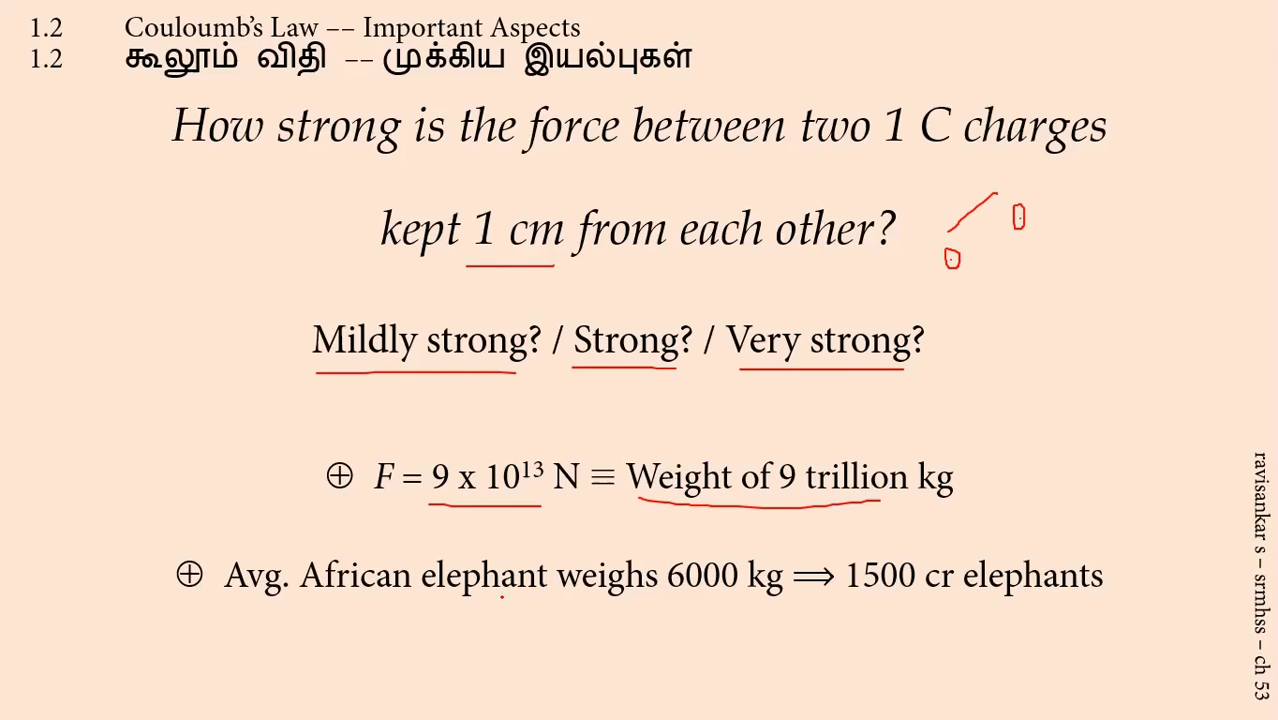 1.2 Couloumb's Law –– Important Aspects
1.2 கூலூம் விதி –– முக்கிய இயல்புகள்
How strong is the force between two 1 C charges
kept 1 cm from each other?
Mildly strong? / Strong? / Very strong?
⊕ F = 9 x 10¹³ N ≡ Weight of 9 trillion kg
⊕ Avg. African elephant weighs 6000 kg ⟹ 1500 cr elephants
ravisankar s – srmhss – ch 53